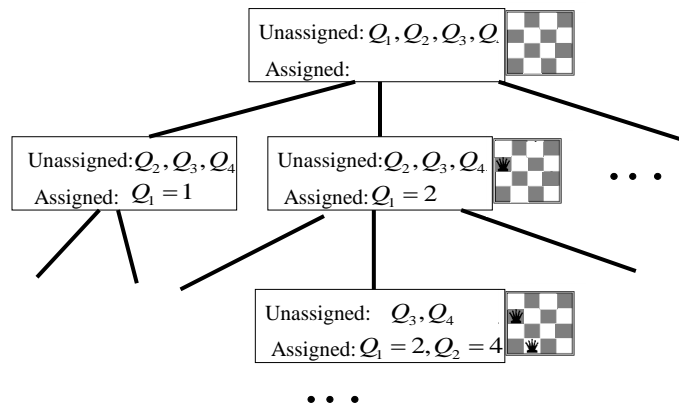 Unassigned: Q₁, Q₂, Q₃, Q
Assigned:
Unassigned: Q₂, Q₃, Q₄
Assigned: Q₁ = 1
Unassigned: Q₂, Q₃, Q₄
Assigned: Q₁ = 2
• • •
Unassigned: Q₃, Q₄
Assigned: Q₁ = 2, Q₂ = 4
• • •